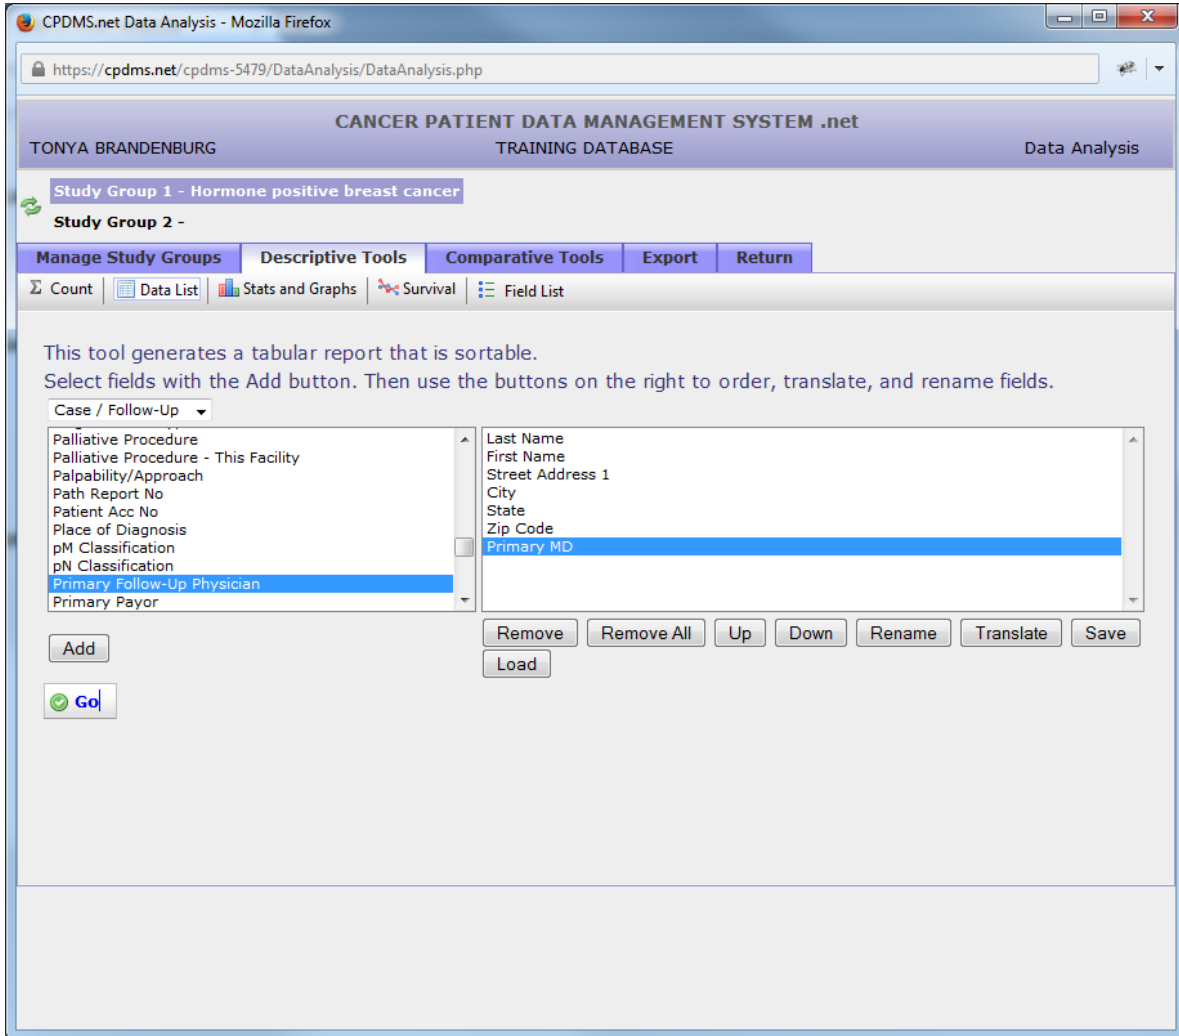 CPDMS.net Data Analysis - Mozilla Firefox
https://cpdms.net/cpdms-5479/DataAnalysis/DataAnalysis.php
CANCER PATIENT DATA MANAGEMENT SYSTEM .net
TONYA BRANDENBURG TRAINING DATABASE Data Analysis
Study Group 1 - Hormone positive breast cancer
Study Group 2 -
Manage Study Groups Descriptive Tools Comparative Tools Export Return
Σ Count Data List Stats and Graphs Survival Field List
This tool generates a tabular report that is sortable.
Select fields with the Add button. Then use the buttons on the right to order, translate, and rename fields.
Case / Follow-Up
Palliative Procedure
Palliative Procedure - This Facility
Palpability/Approach
Path Report No
Patient Acc No
Place of Diagnosis
pM Classification
pN Classification
Primary Follow-Up Physician
Primary Payor
Last Name
First Name
Street Address 1
City
State
Zip Code
Primary MD
Add
Remove Remove All Up Down Rename Translate Save
Load
Go